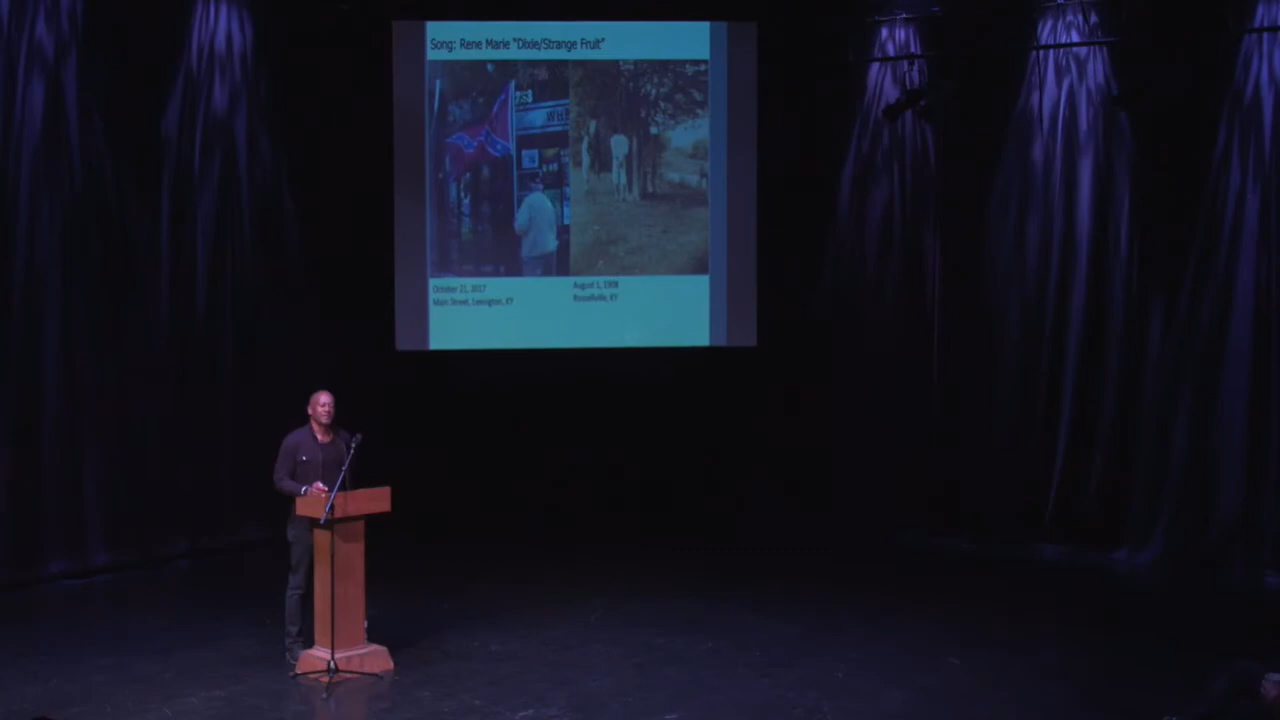 Song: Rene Marie "Dixie/Strange Fruit"
October 21, 2017
Main Street, Lexington, KY
August 1, 1908
Russellville, KY